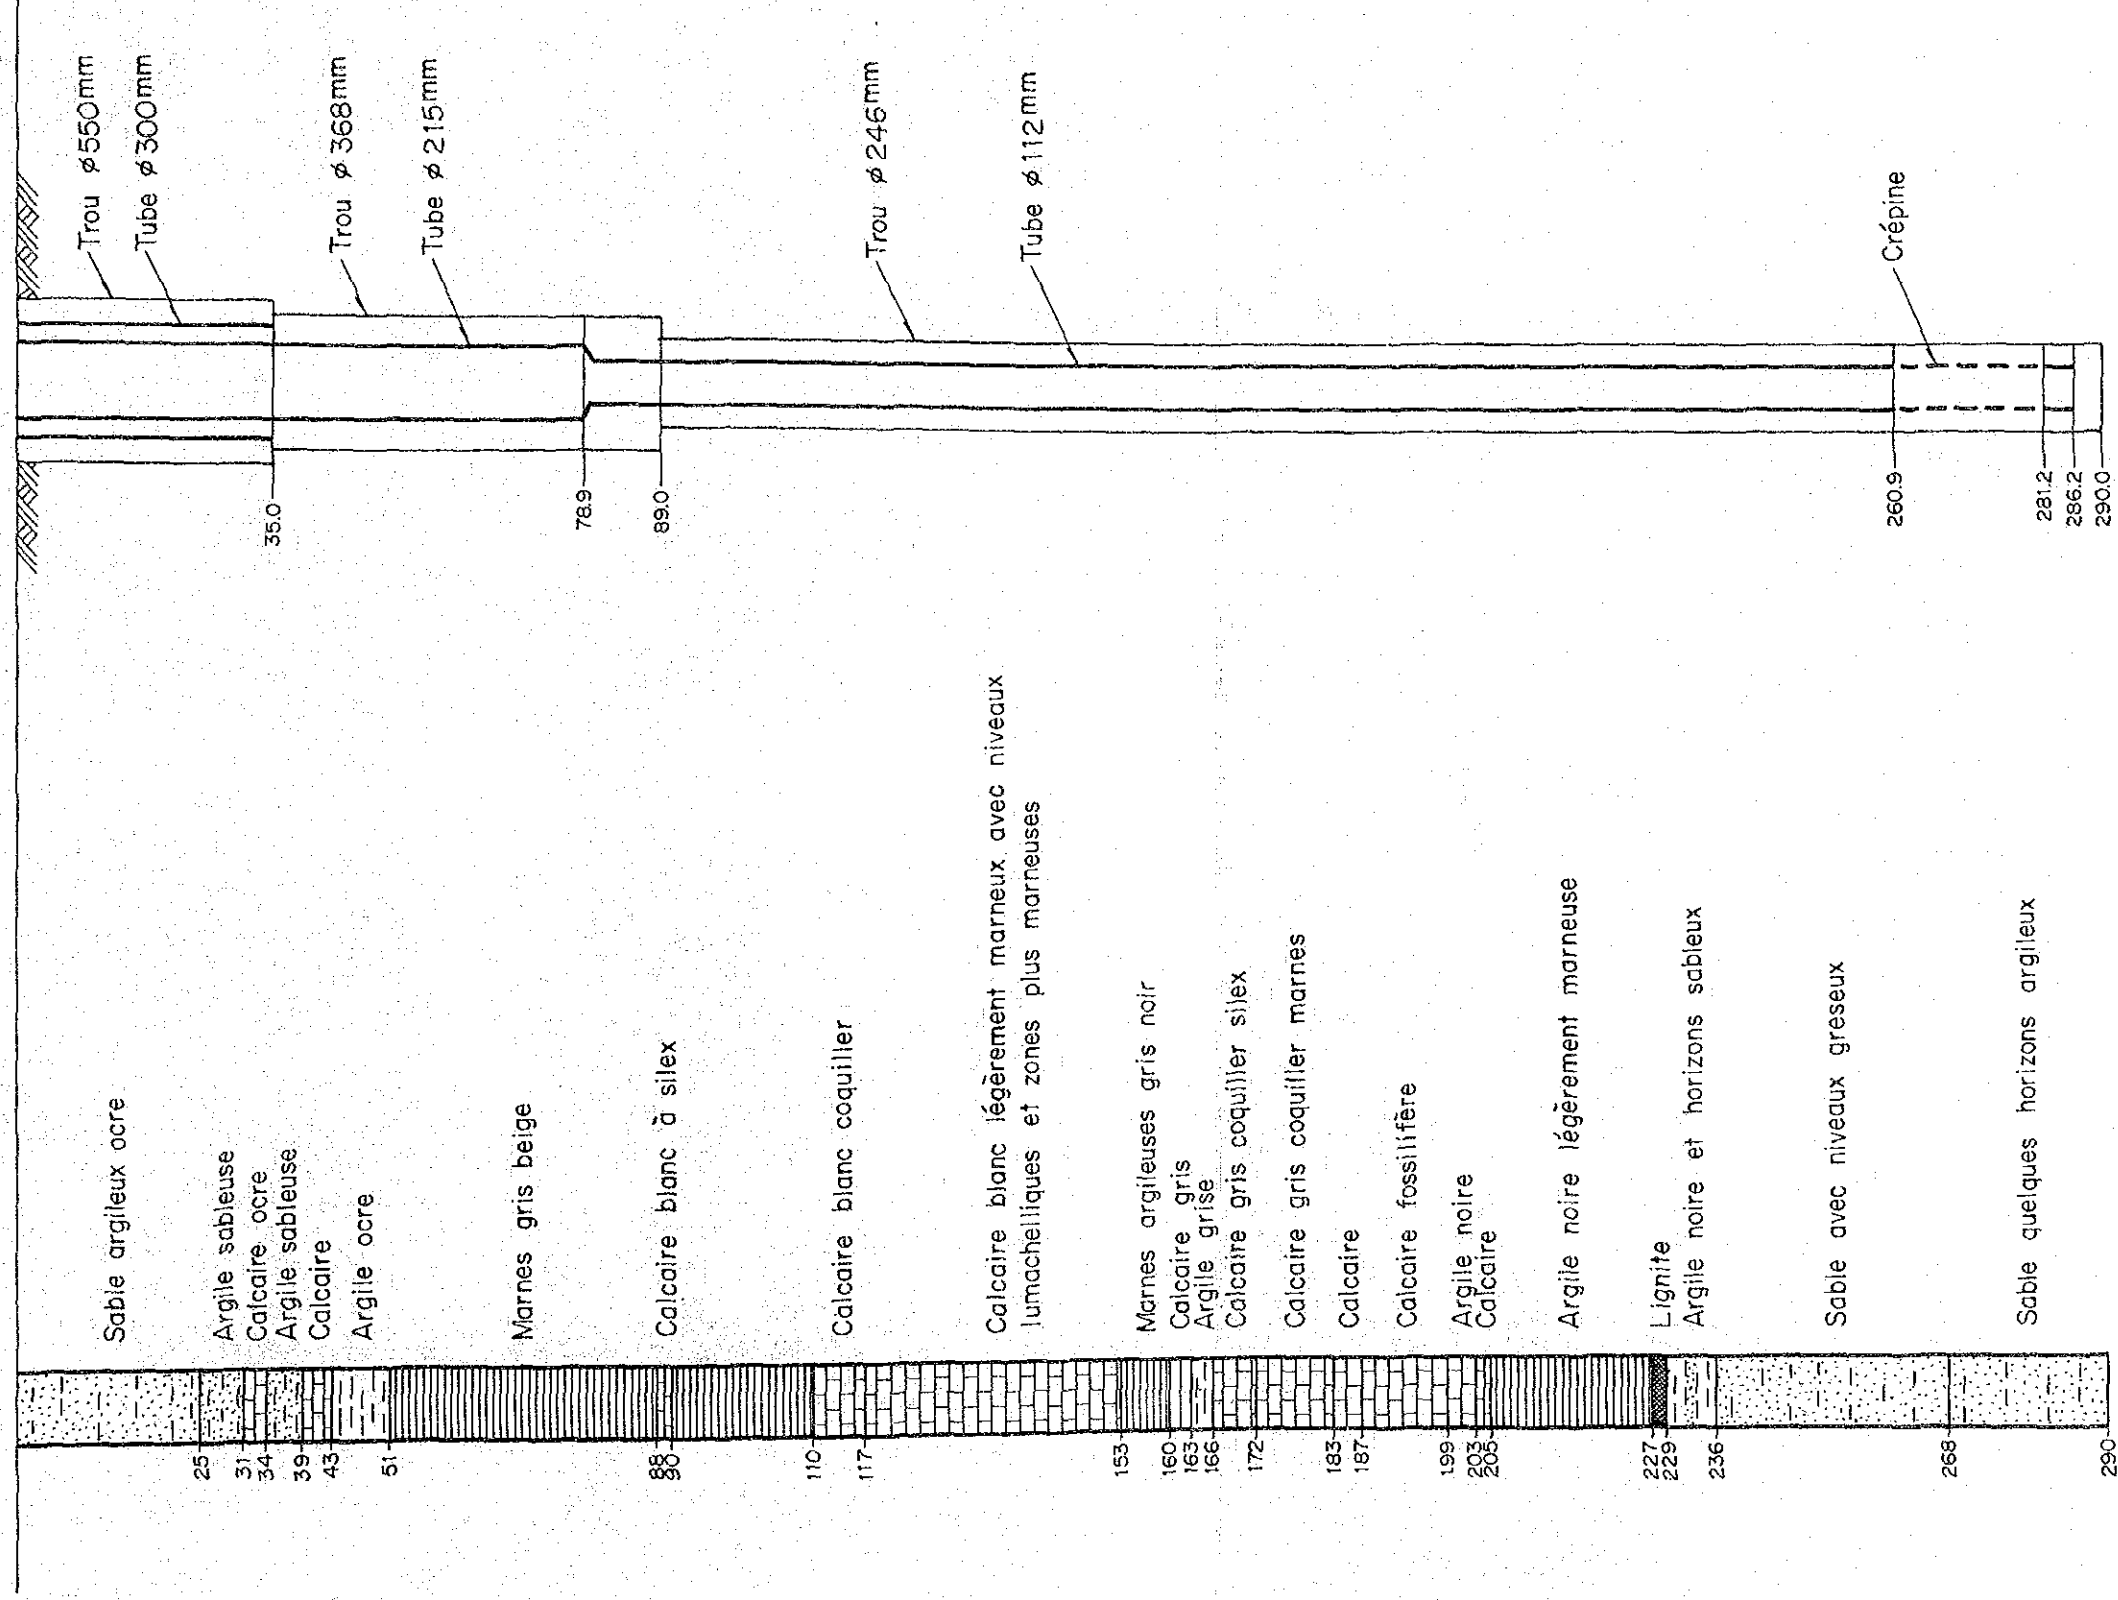 Trou ø550mm
Tube ø300mm
Trou ø368mm
Tube ø215mm
Trou ø246mm
Tube ø112mm
Crépine
35.0
78.9
89.0
260.9
281.2
286.2
290.0
Sable argileux ocre
Argile sableuse
Calcaire ocre
Argile sableuse
Calcaire
Argile ocre
Marnes gris beige
Calcaire blanc à silex
Calcaire blanc coquiller
Calcaire blanc légèrement marneux avec niveaux
lumachelliques et zones plus marneuses
Marnes argileuses gris noir
Calcaire gris
Argile grise
Calcaire gris coquiller silex
Calcaire gris coquiller marnes
Calcaire
Calcaire fossilifère
Argile noire
Calcaire
Argile noire légèrement marneuse
Lignite
Argile noire et horizons sableux
Sable avec niveaux greseux
Sable quelques horizons argileux
25
31
34
39
43
51
88
90
110
117
153
160
163
166
172
183
187
199
203
205
227
229
236
268
290